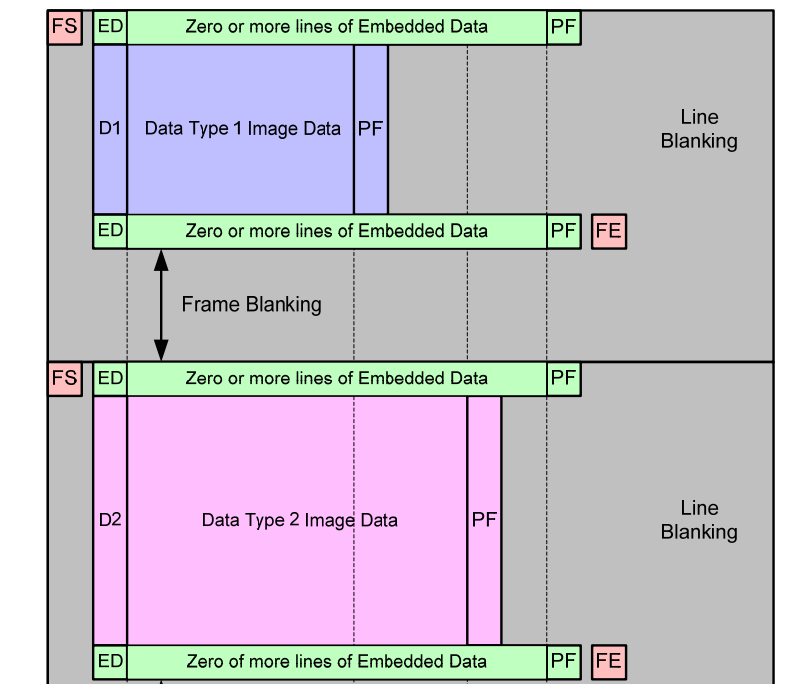 FS ED Zero or more lines of Embedded Data PF
D1 Data Type 1 Image Data PF
Line
Blanking
ED Zero or more lines of Embedded Data PF FE
Frame Blanking
FS ED Zero or more lines of Embedded Data PF
D2 Data Type 2 Image Data PF
Line
Blanking
ED Zero of more lines of Embedded Data PF FE